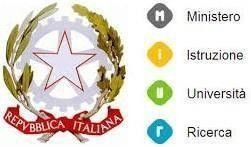 REPVBBLICA ITALIANA
m Ministero
i Istruzione
u Università
r Ricerca